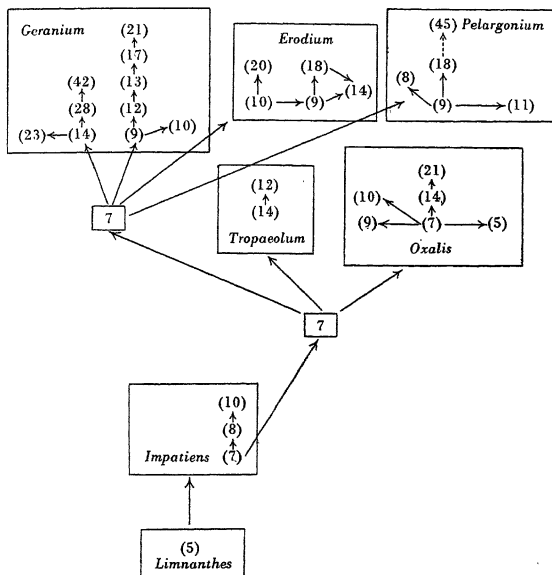 Geranium
(21)
(17)
(42) (13)
(28) (12)
(23) (14) (9) (10)
Erodium
(20) (18)
(14)
(10) (9)
(45) Pelargonium
(18)
(8)
(9) (11)
7
(12)
(14)
Tropaeolum
(21)
(10) (14)
(9) (7) (5)
Oxalis
7
(10)
(8)
Impatiens (7)
(5)
Limnanthes